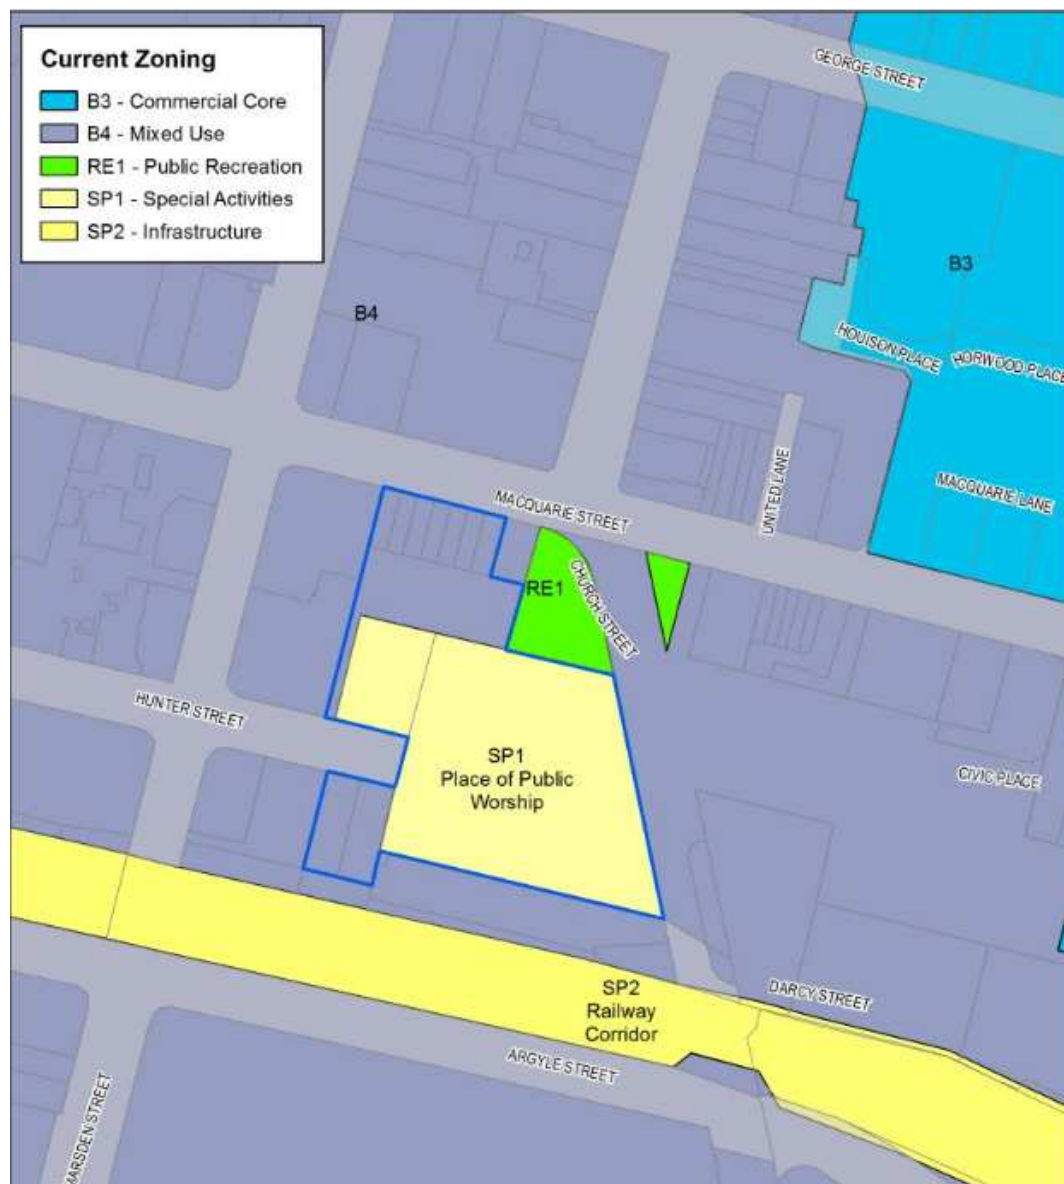 Current Zoning
B3 - Commercial Core
B4 - Mixed Use
RE1 - Public Recreation
SP1 - Special Activities
SP2 - Infrastructure
GEORGE STREET
B3
B4
HOUISON PLACE
HORWOOD PLACE
MACQUARIE LANE
UNITED LANE
MACQUARIE STREET
RE1
CHURCH STREET
HUNTER STREET
SP1
Place of Public
Worship
CIVIC PLACE
SP2
Railway
Corridor
DARCY STREET
ARGYLE STREET
MARSDEN STREET